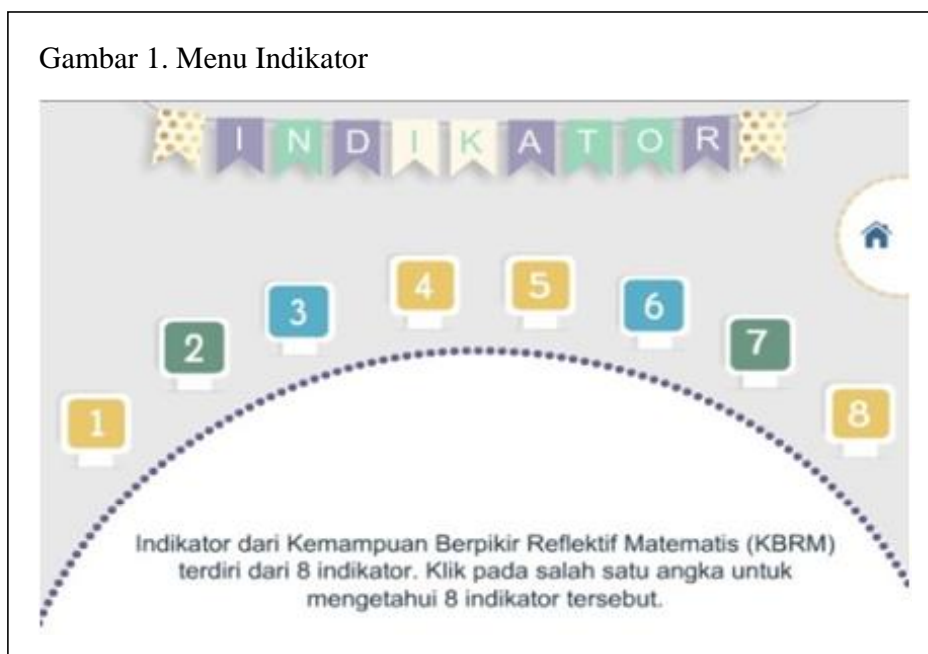 Gambar 1. Menu Indikator
INDIKATOR
4 5
3 6
2 7
1 8
Indikator dari Kemampuan Berpikir Reflektif Matematis (KBRM)
terdiri dari 8 indikator. Klik pada salah satu angka untuk
mengetahui 8 indikator tersebut.